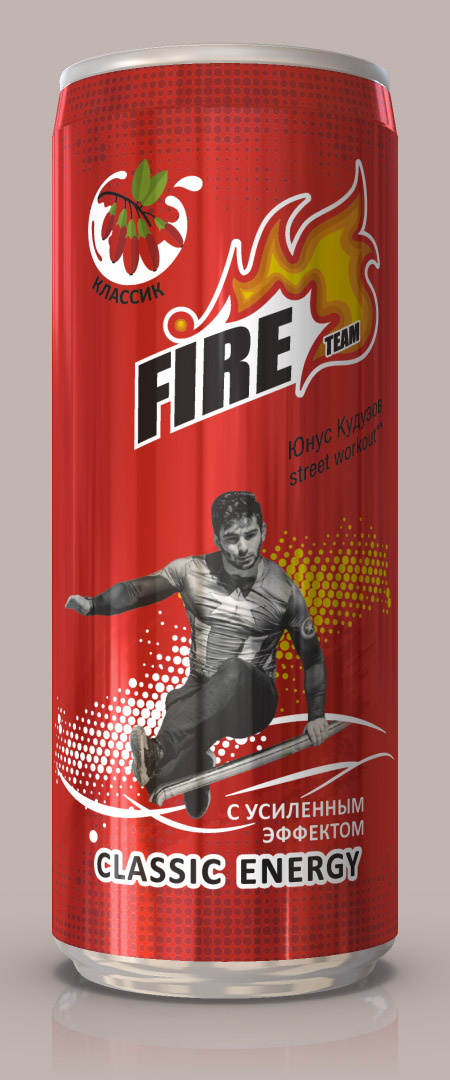 КЛАССИК
FIRE
TEAM
Юнус Кудузов
street workout**
С УСИЛЕННЫМ
ЭФФЕКТОМ
CLASSIC ENERGY